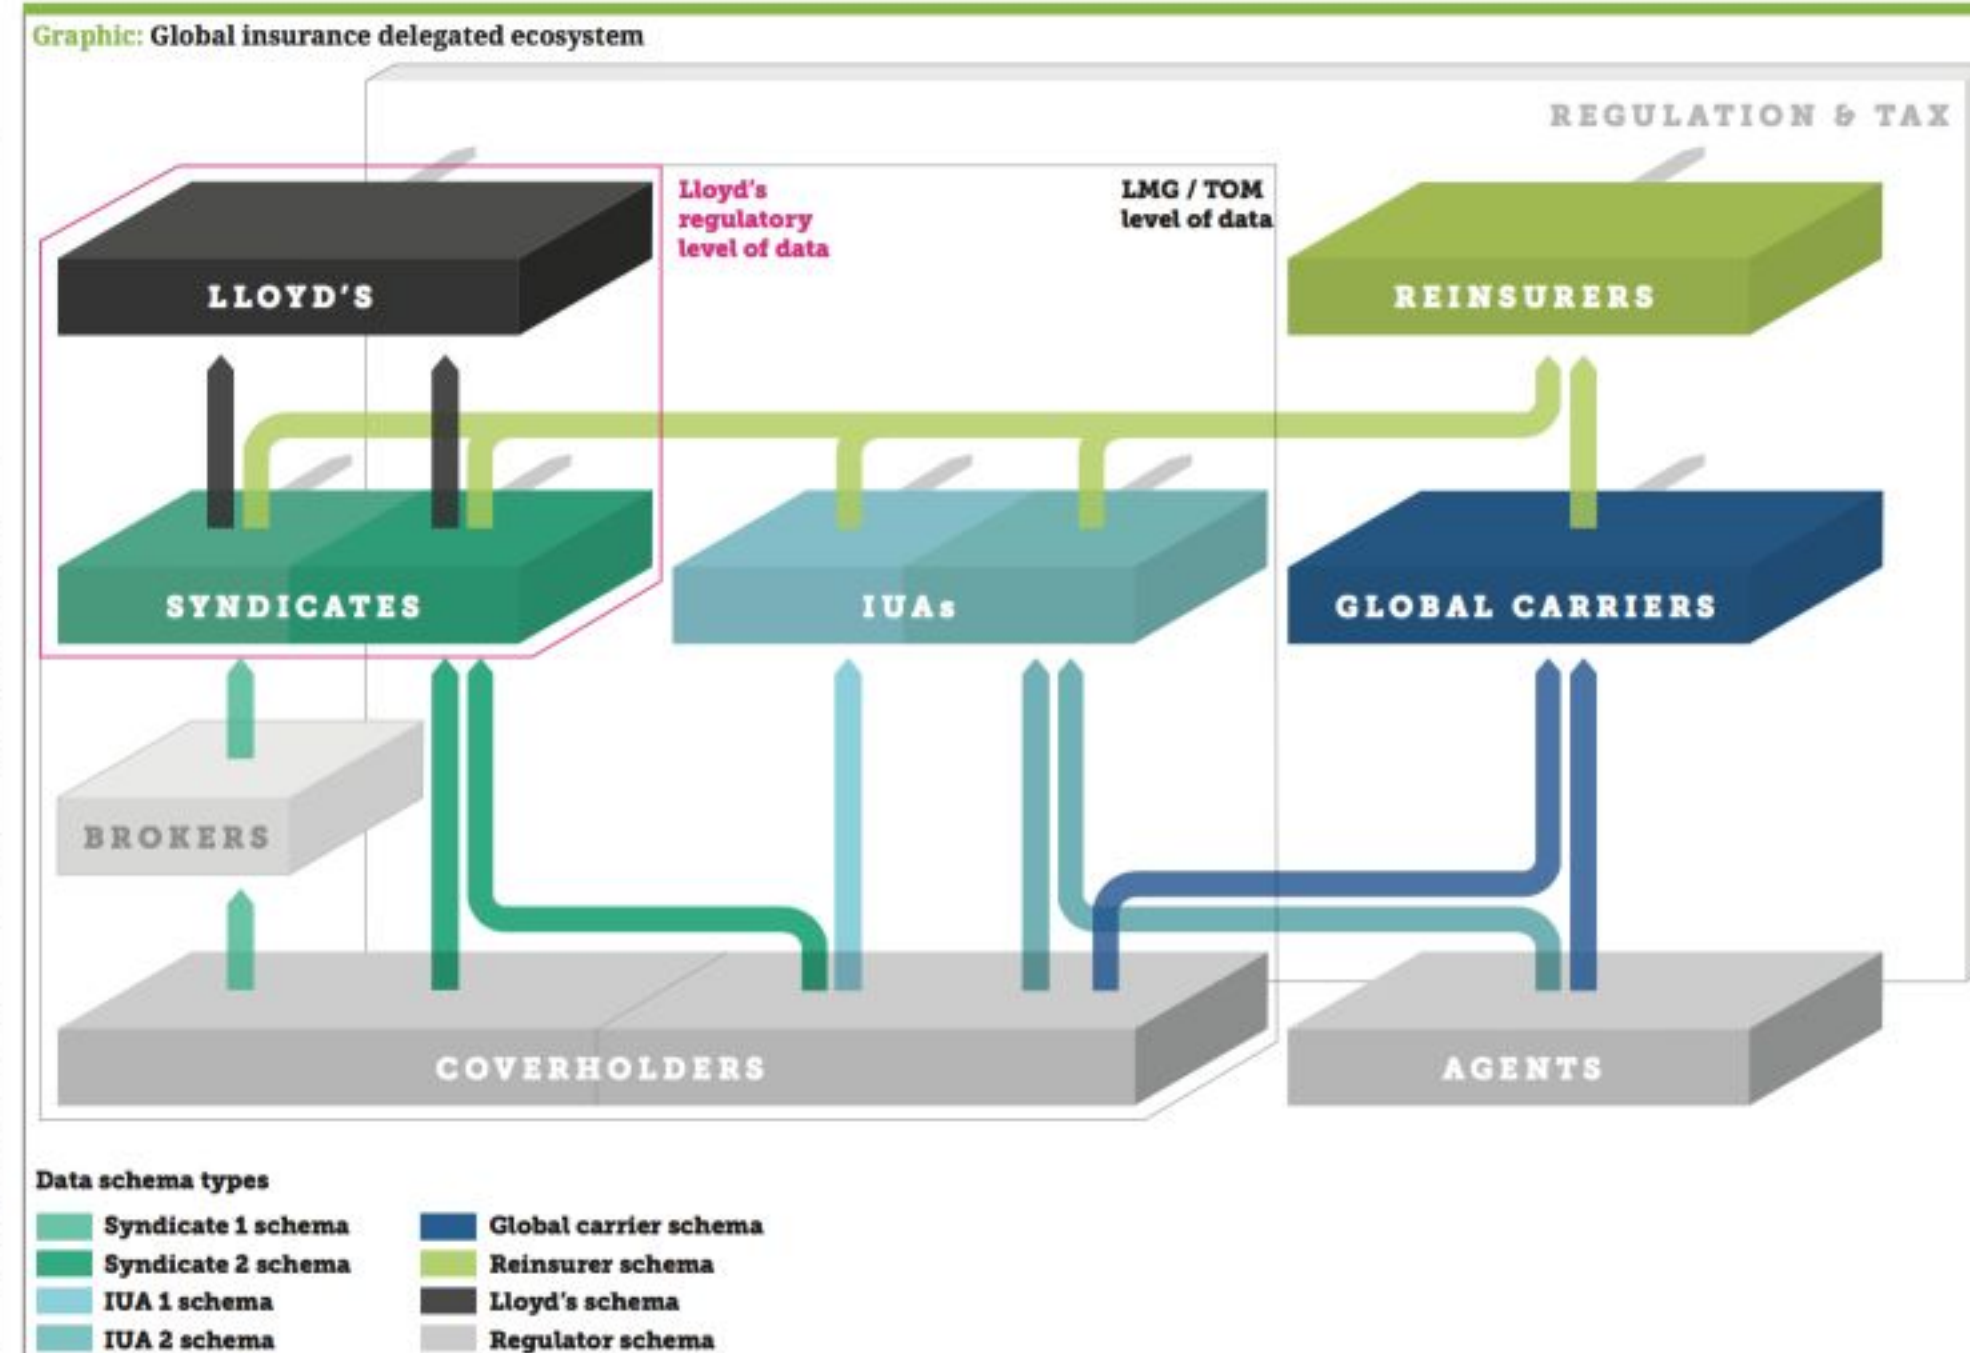 Graphic: Global insurance delegated ecosystem
REGULATION & TAX
Lloyd's
regulatory
level of data
LMG / TOM
level of data
LLOYD'S
REINSURERS
SYNDICATES
IUAs
GLOBAL CARRIERS
BROKERS
COVERHOLDERS
AGENTS
Data schema types
Syndicate 1 schema
Syndicate 2 schema
IUA 1 schema
IUA 2 schema
Global carrier schema
Reinsurer schema
Lloyd's schema
Regulator schema